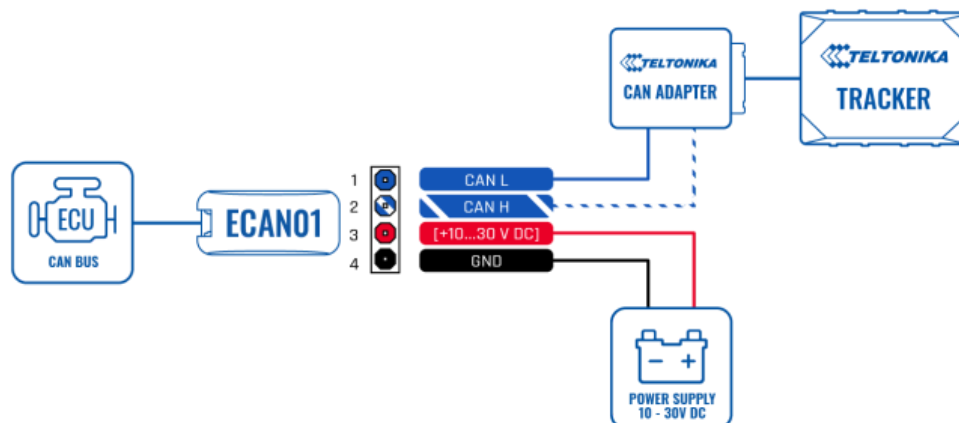 TELTONIKA
CAN ADAPTER
TELTONIKA
TRACKER
ECU
CAN BUS
ECAN01
1
CAN L
2
CAN H
3
[+10...30 V DC]
4
GND
POWER SUPPLY
10 - 30V DC